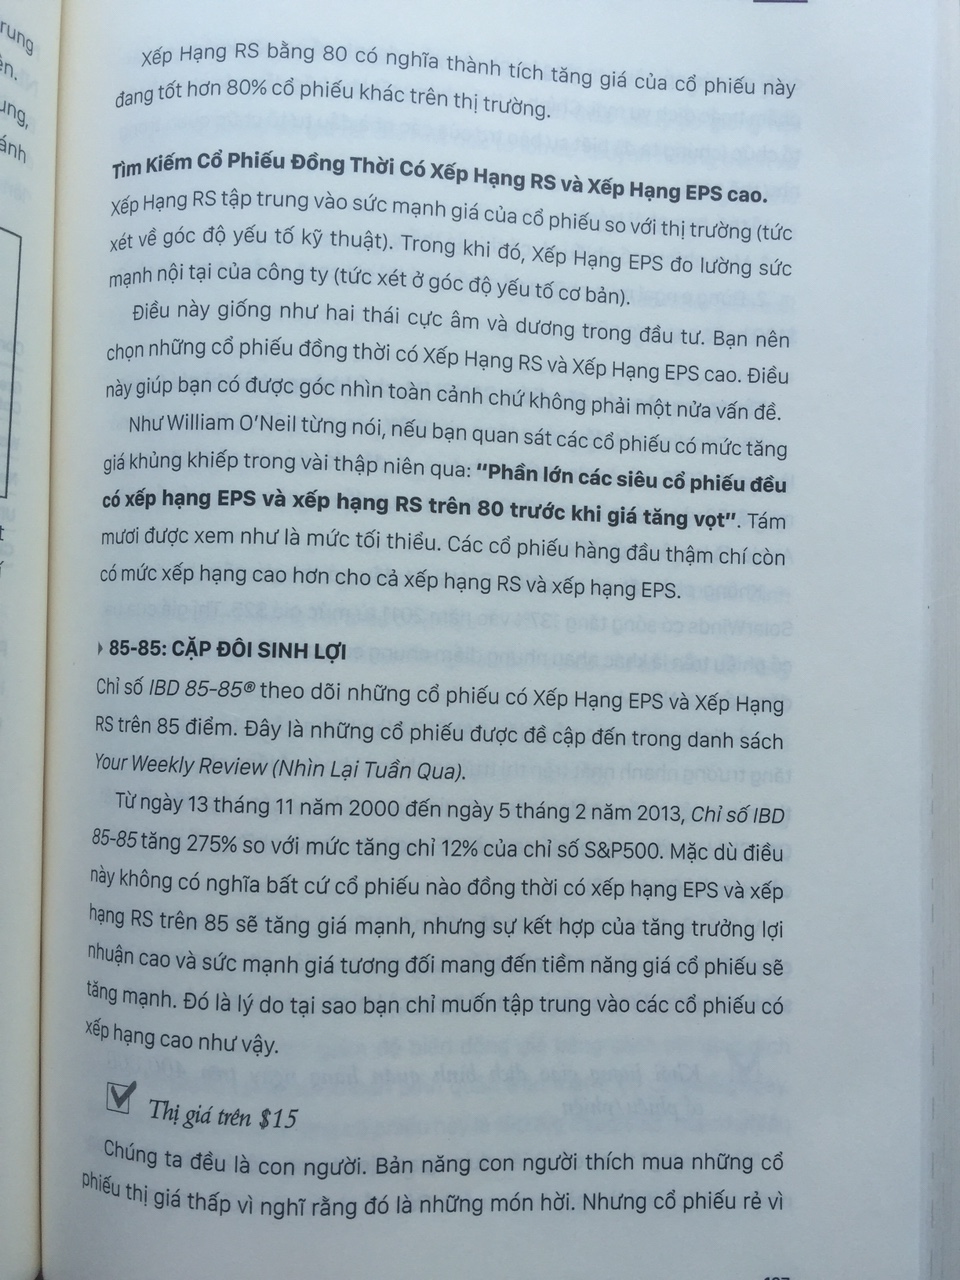 Xếp Hạng RS bằng 80 có nghĩa thành tích tăng giá của cổ phiếu này
đang tốt hơn 80% cổ phiếu khác trên thị trường.
Tìm Kiếm Cổ Phiếu Đồng Thời Có Xếp Hạng RS và Xếp Hạng EPS cao.
Xếp Hạng RS tập trung vào sức mạnh giá của cổ phiếu so với thị trường (tức
xét về góc độ yếu tố kỹ thuật). Trong khi đó, Xếp Hạng EPS đo lường sức
mạnh nội tại của công ty (tức xét ở góc độ yếu tố cơ bản).
Điều này giống như hai thái cực âm và dương trong đầu tư. Bạn nên
chọn những cổ phiếu đồng thời có Xếp Hạng RS và Xếp Hạng EPS cao. Điều
này giúp bạn có được góc nhìn toàn cảnh chứ không phải một nửa vấn đề.
Như William O'Neil từng nói, nếu bạn quan sát các cổ phiếu có mức tăng
giá khủng khiếp trong vài thập niên qua: "Phần lớn các siêu cổ phiếu đều
có xếp hạng EPS và xếp hạng RS trên 80 trước khi giá tăng vọt". Tám
mươi được xem như là mức tối thiểu. Các cổ phiếu hàng đầu thậm chí còn
có mức xếp hạng cao hơn cho cả xếp hạng RS và xếp hạng EPS.
85-85: CẶP ĐÔI SINH LỢI
Chỉ số IBD 85-85® theo dõi những cổ phiếu có Xếp Hạng EPS và Xếp Hạng
RS trên 85 điểm. Đây là những cổ phiếu được đề cập đến trong danh sách
Your Weekly Review (Nhìn Lại Tuần Qua).
Từ ngày 13 tháng 11 năm 2000 đến ngày 5 tháng 2 năm 2013, Chỉ số IBD
85-85 tăng 275% so với mức tăng chỉ 12% của chỉ số S&P500. Mặc dù điều
này không có nghĩa bất cứ cổ phiếu nào đồng thời có xếp hạng EPS và xếp
hạng RS trên 85 sẽ tăng giá mạnh, nhưng sự kết hợp của tăng trưởng lợi
nhuận cao và sức mạnh giá tương đối mang đến tiềm năng giá cổ phiếu sẽ
tăng mạnh. Đó là lý do tại sao bạn chỉ muốn tập trung vào các cổ phiếu có
xếp hạng cao như vậy.
Thị giá trên $15
Chúng ta đều là con người. Bản năng con người thích mua những cổ
phiếu thị giá thấp vì nghĩ rằng đó là những món hời. Nhưng cổ phiếu rẻ vì